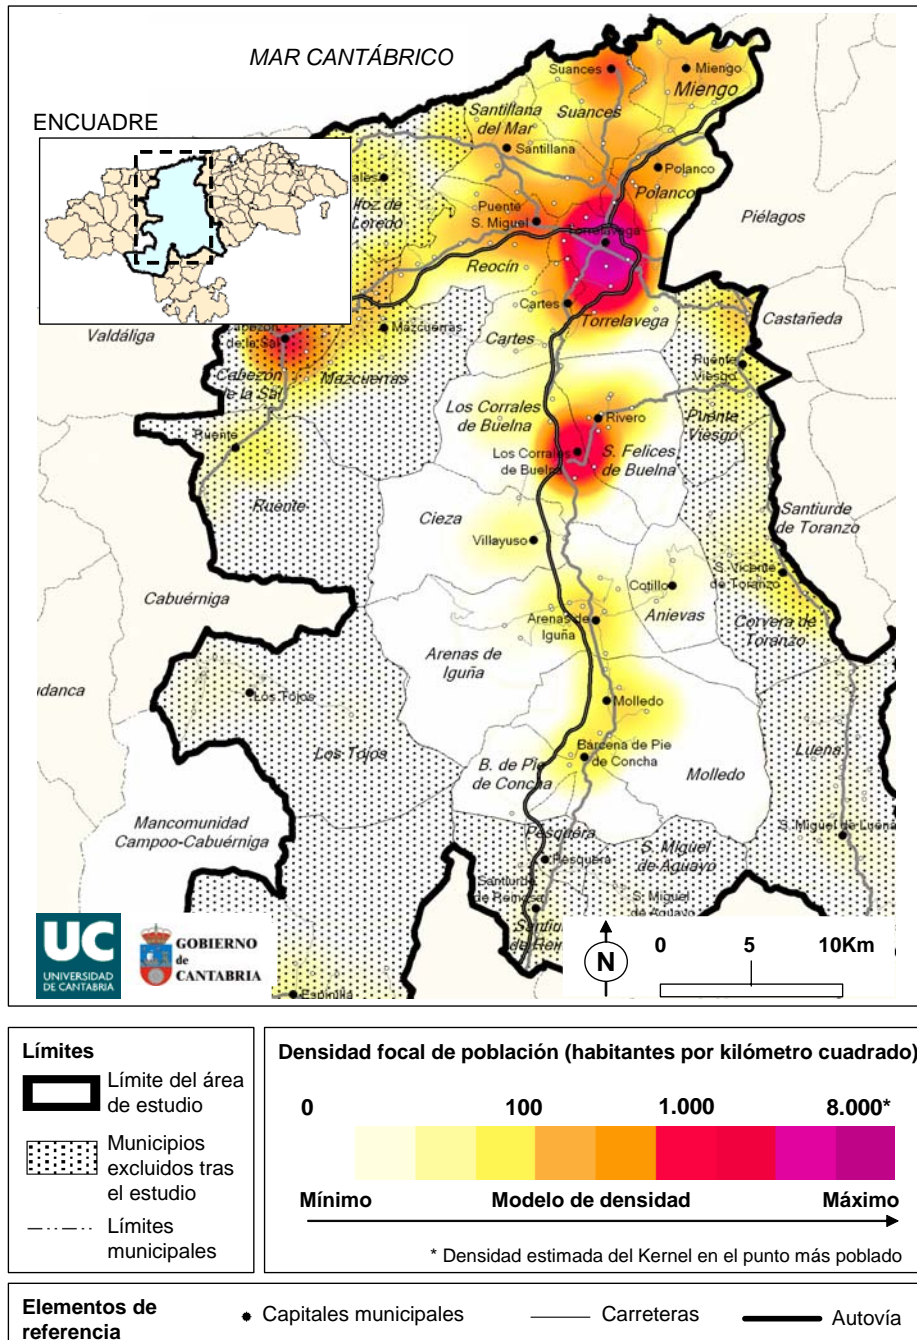 MAR CANTÁBRICO
Suances
Miengo
Miengo
Santillana
del Mar
Suances
ENCUADRE
Santillana
Polanco
Polanco
Puente
S. Miguel
Piélagos
Torrelavega
Reocín
Cartes
Torrelavega
Castañeda
Valdáliga
Mazcuerras
Cabezón
de la Sal
Cartes
Puente
Viesgo
Mazcuerras
Cabezón
de la Sal
Los Corrales
de Buelna
Rivero
Puente
Viesgo
Ruente
Los Corrales
de Buelna
S. Felices
de Buelna
Ruente
Cieza
Santiurde
de Toranzo
Villayuso
S. Vicente
de Toranzo
Cotillo
Cabuérniga
Arenas de
Iguña
Anievas
Corvera de
Toranzo
Arenas de
Iguña
Los Tojos
Molledo
Los Tojos
Bárcena de Pie
de Concha
Luena
B. de Pie
de Concha
Molledo
Mancomunidad
Campoo-Cabuérniga
S. Miguel de Luena
Pesquera
S. Miguel
de Aguayo
Pesquera
Santiurde
de Reinosa
S. Miguel
de Aguayo
UC
UNIVERSIDAD
DE CANTABRIA
GOBIERNO
de
CANTABRIA
Espinilla
N
0 5 10Km
Límites
Límite del área
de estudio
Municipios
excluidos tras
el estudio
Límites
municipales
Densidad focal de población (habitantes por kilómetro cuadrado)
0 100 1.000 8.000*
Mínimo Modelo de densidad Máximo
* Densidad estimada del Kernel en el punto más poblado
Elementos de
referencia
Capitales municipales
Carreteras
Autovía